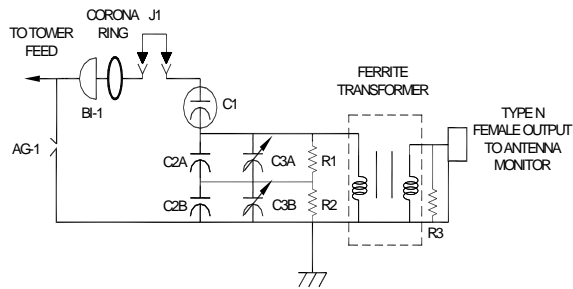 CORONA
RING
J1
TO TOWER
FEED
BI-1
C1
FERRITE
TRANSFORMER
TYPE N
FEMALE OUTPUT
TO ANTENNA
MONITOR
AG-1
C2A
C3A
R1
C2B
C3B
R2
R3